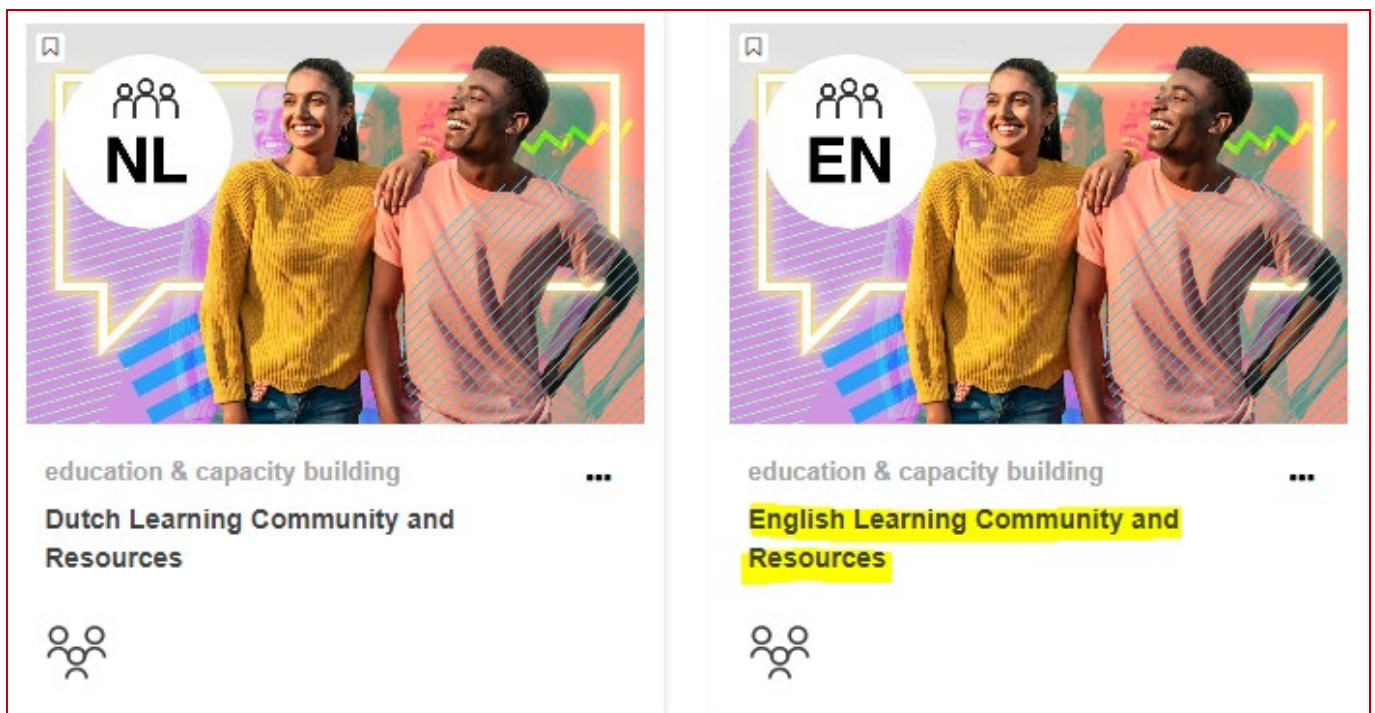 NL
education & capacity building
...
Dutch Learning Community and
Resources
EN
education & capacity building
...
English Learning Community and
Resources